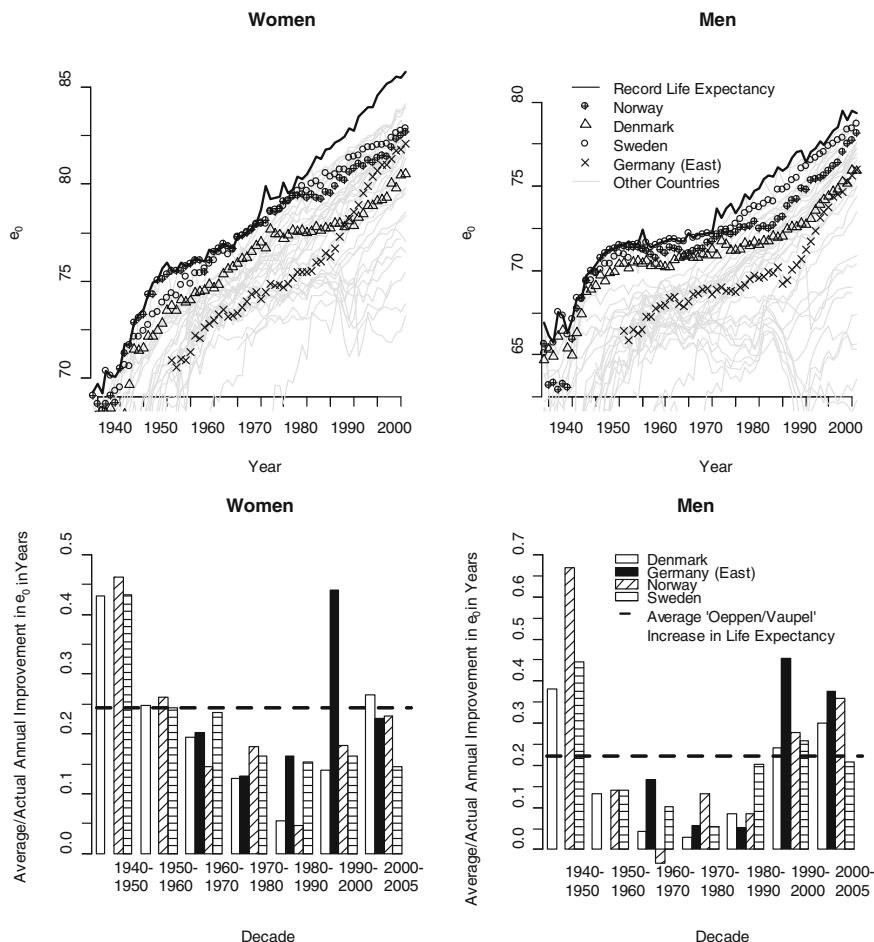 Women
85
80
75
70
e0
1940 1950 1960 1970 1990 2000
Year
Men
80
75
70
65
e0
Record Life Expectancy
Norway
Denmark
Sweden
Germany (East)
Other Countries
1940 1950 1960 1970 1990 2000
Year
Women
Average/Actual Annual Improvement in e0 in Years
0.5
0.4
0.3
0.2
0.1
0.0
1940-1950
1950-1960
1960-1970
1970-1980
1980-1990
1990-2000
2000-2005
Decade
Men
Average/Actual Annual Improvement in e0 in Years
0.7
0.6
0.5
0.4
0.3
0.2
0.1
0.0
Denmark
Germany (East)
Norway
Sweden
Average 'Oeppen/Vaupel'
Increase in Life Expectancy
1940-1950
1950-1960
1960-1970
1970-1980
1980-1990
1990-2000
2000-2005
Decade